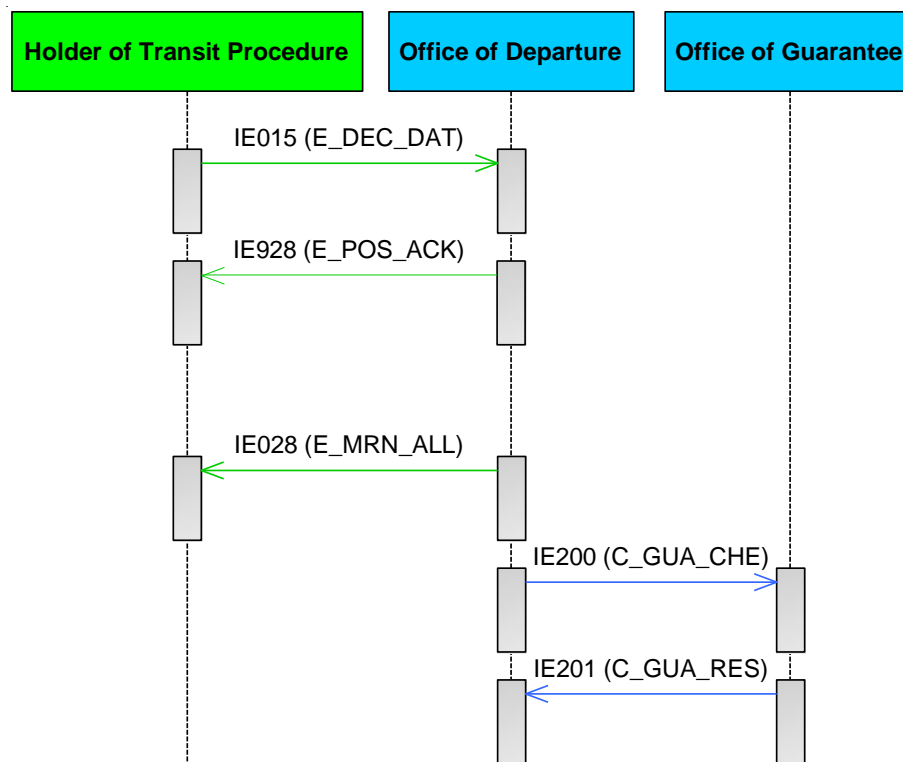 Holder of Transit Procedure
Office of Departure
Office of Guarantee
IE015 (E_DEC_DAT)
IE928 (E_POS_ACK)
IE028 (E_MRN_ALL)
IE200 (C_GUA_CHE)
IE201 (C_GUA_RES)